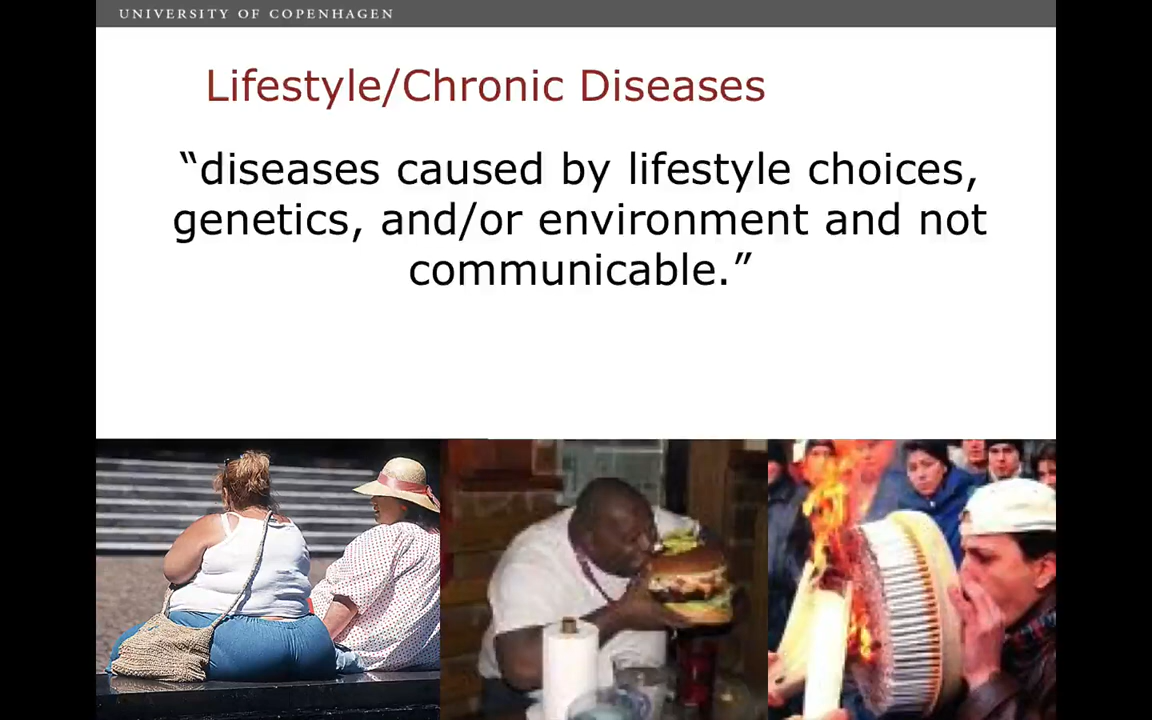 UNIVERSITY OF COPENHAGEN
Lifestyle/Chronic Diseases
“diseases caused by lifestyle choices,
genetics, and/or environment and not
communicable.”